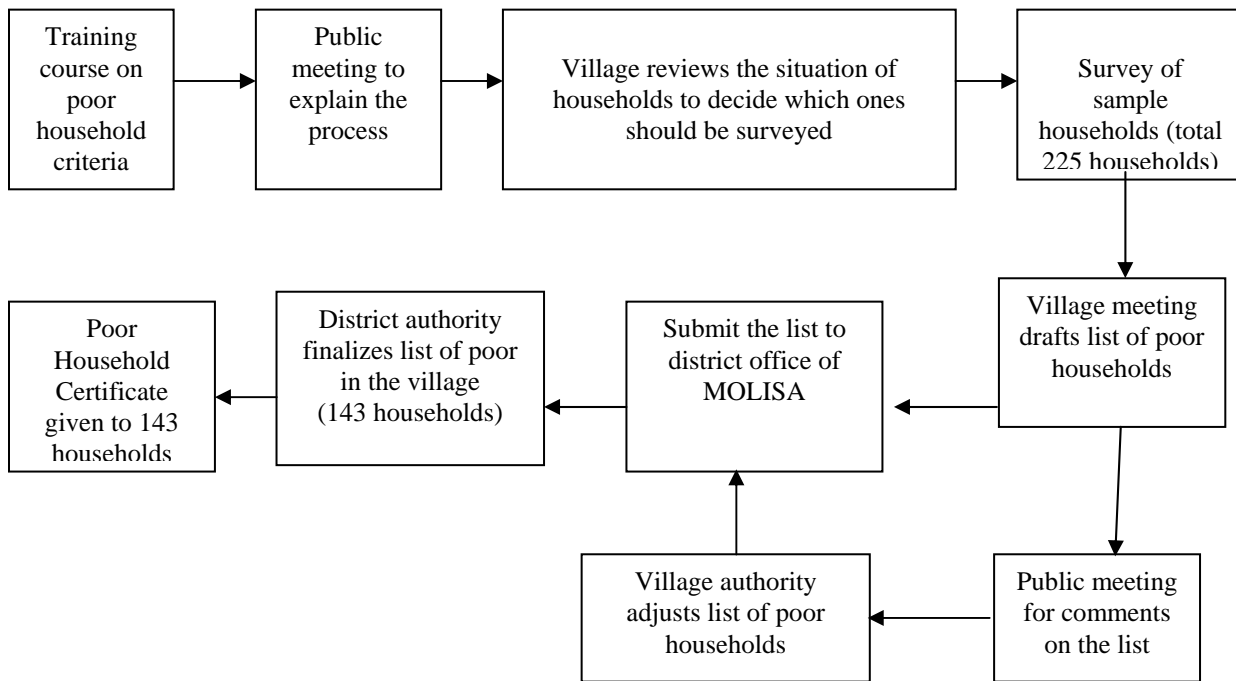 Training
course on
poor
household
criteria
Public
meeting to
explain the
process
Village reviews the situation of
households to decide which ones
should be surveyed
Survey of
sample
households (total
225 households)
Village meeting
drafts list of poor
households
Submit the list to
district office of
MOLISA
District authority
finalizes list of poor
in the village
(143 households)
Poor
Household
Certificate
given to 143
households
Public meeting
for comments
on the list
Village authority
adjusts list of poor
households